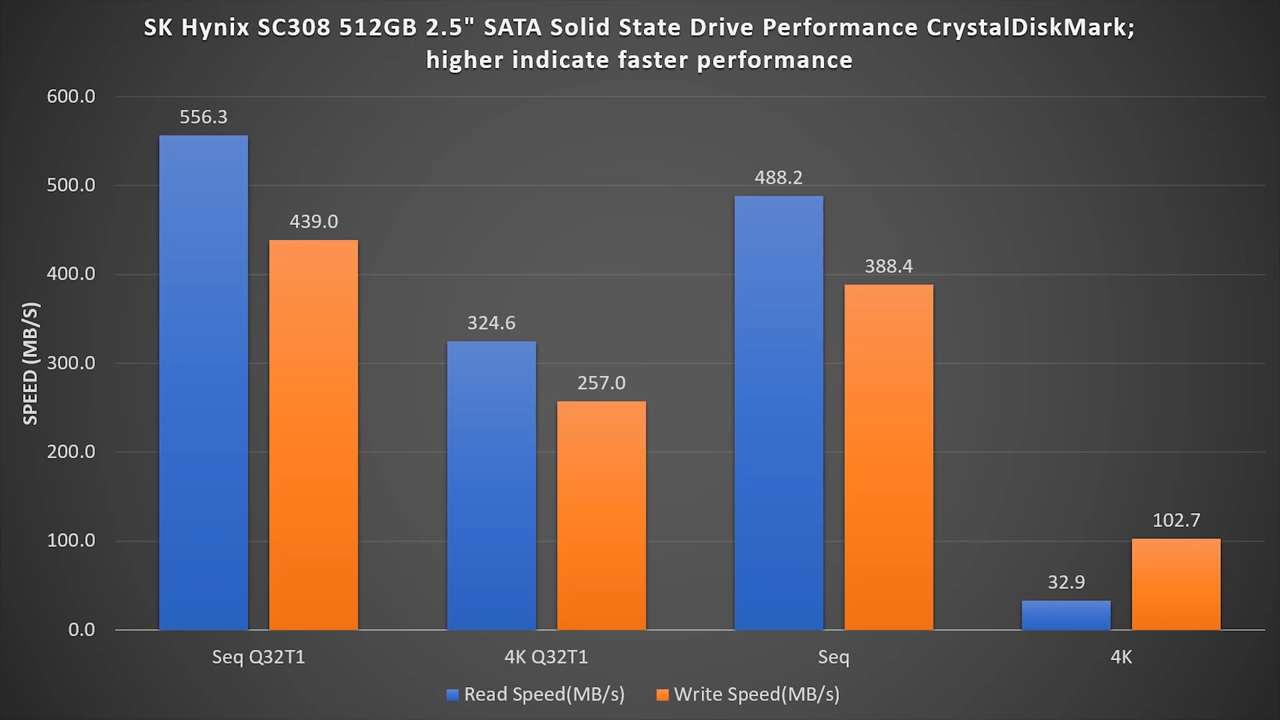 SK Hynix SC308 512GB 2.5" SATA Solid State Drive Performance CrystalDiskMark;
higher indicate faster performance
SPEED (MB/S)
600.0
500.0
400.0
300.0
200.0
100.0
0.0
556.3
439.0
324.6
257.0
488.2
388.4
32.9
102.7
Seq Q32T1
4K Q32T1
Seq
4K
Read Speed(MB/s)
Write Speed(MB/s)